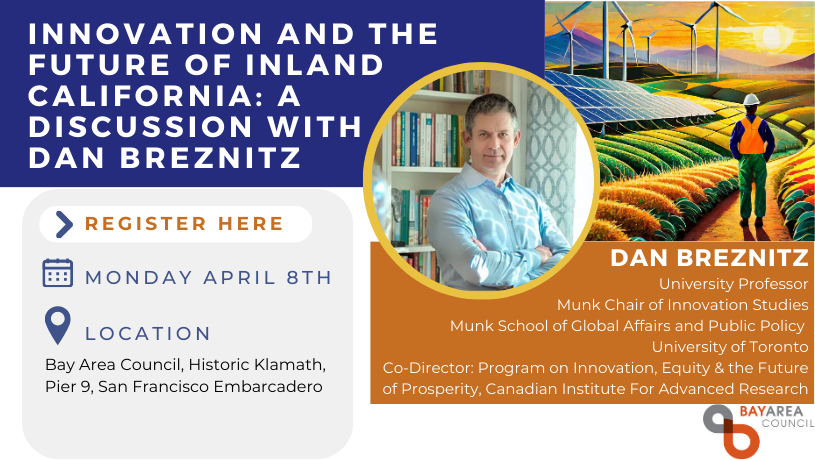 INNOVATION AND THE
FUTURE OF INLAND
CALIFORNIA: A
DISCUSSION WITH
DAN BREZNITZ
REGISTER HERE
MONDAY APRIL 8TH
LOCATION
Bay Area Council, Historic Klamath,
Pier 9, San Francisco Embarcadero
DAN BREZNITZ
University Professor
Munk Chair of Innovation Studies
Munk School of Global Affairs and Public Policy
University of Toronto
Co-Director: Program on Innovation, Equity & the Future
of Prosperity, Canadian Institute For Advanced Research
BAYAREA
COUNCIL